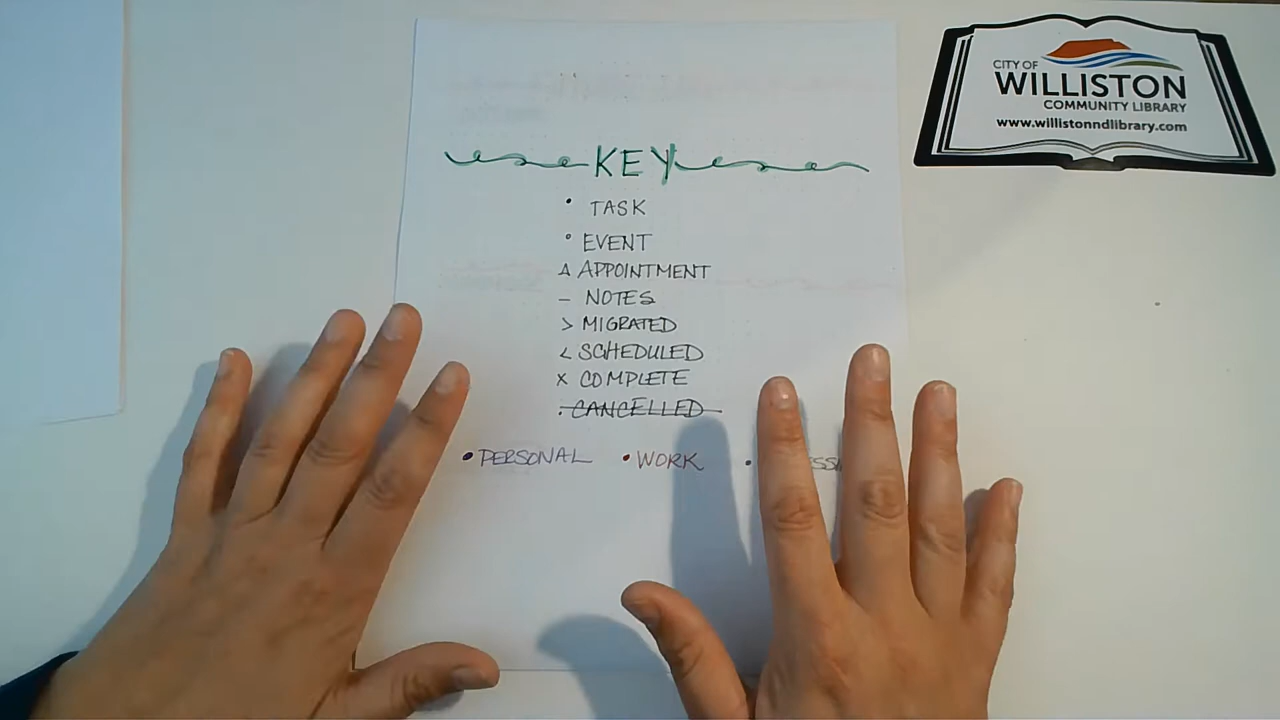 CITY OF
WILLISTON
COMMUNITY LIBRARY
www.willistonndlibrary.com
KEY
• TASK
° EVENT
∆ APPOINTMENT
– NOTES
> MIGRATED
< SCHEDULED
x COMPLETE
. CANCELLED
• PERSONAL • WORK •